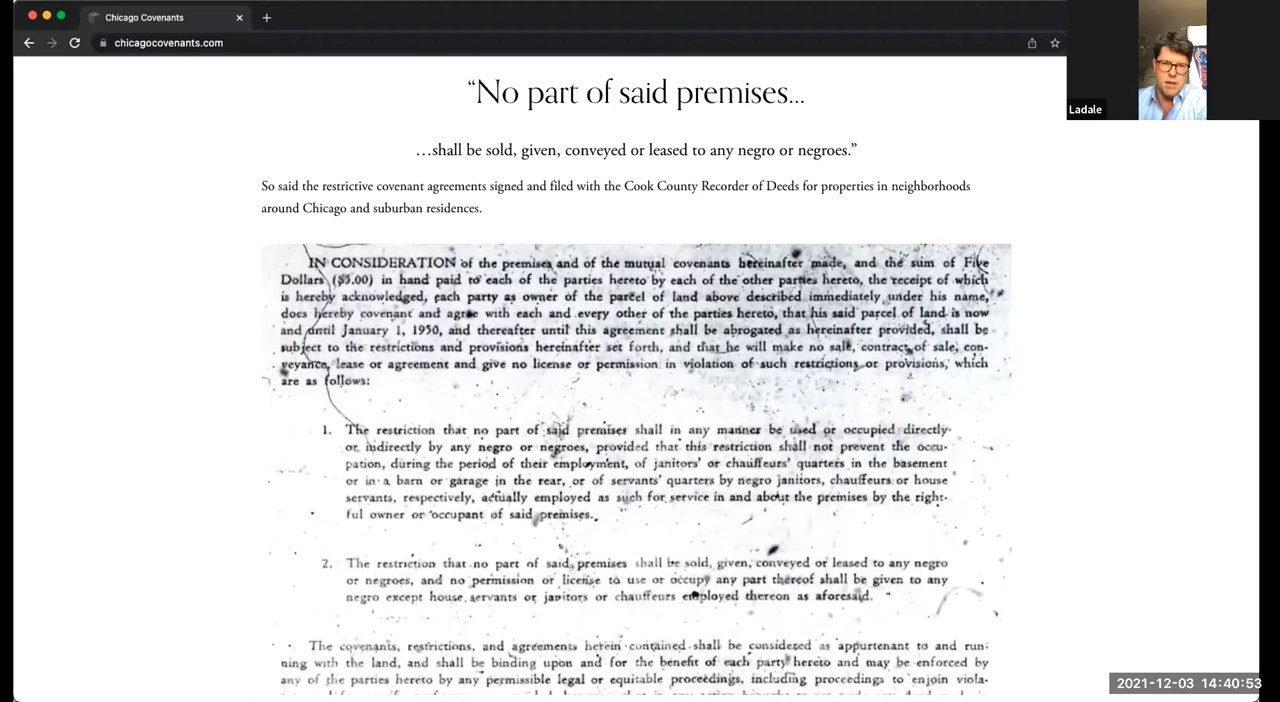 Chicago Covenants
chicagocovenants.com
Ladale
“No part of said premises...
…shall be sold, given, conveyed or leased to any negro or negroes.”
So said the restrictive covenant agreements signed and filed with the Cook County Recorder of Deeds for properties in neighborhoods
around Chicago and suburban residences.
IN CONSIDERATION of the premises and of the mutual covenants hereinafter made, and the sum of Five
Dollars ($5.00) in hand paid to each of the parties hereto by each of the other parties hereto, the receipt of which
is hereby acknowledged, each party as owner of the parcel of land above described immediately under his name,
does hereby covenant and agree with each and every other of the parties hereto, that his said parcel of land is now
and until January 1, 1950, and thereafter until this agreement shall be abrogated as hereinafter provided, shall be
subject to the restrictions and provisions hereinafter set forth, and that he will make no sale, contract of sale, con-
veyance, lease or agreement and give no license or permission in violation of such restrictions or provisions, which
are as follows:
1. The restriction that no part of said premises shall in any manner be used or occupied directly
or indirectly by any negro or negroes, provided that this restriction shall not prevent the occu-
pation, during the period of their employment, of janitors' or chauffeurs' quarters in the basement
or in a barn or garage in the rear, or of servants' quarters by negro janitors, chauffeurs or house
servants, respectively, actually employed as such for service in and about the premises by the right-
ful owner or occupant of said premises.
2. The restriction that no part of said premises shall be sold, given, conveyed or leased to any negro
or negroes, and no permission or license to use or occupy any part thereof shall be given to any
negro except house servants or janitors or chauffeurs employed thereon as aforesaid.
The covenants, restrictions, and agreements herein contained shall be considered as appurtenant to and run-
ning with the land, and shall be binding upon and for the benefit of each party hereto and may be enforced by
any of the parties hereto by any permissible legal or equitable proceedings, including proceedings to enjoin viola-
2021-12-03 14:40:53